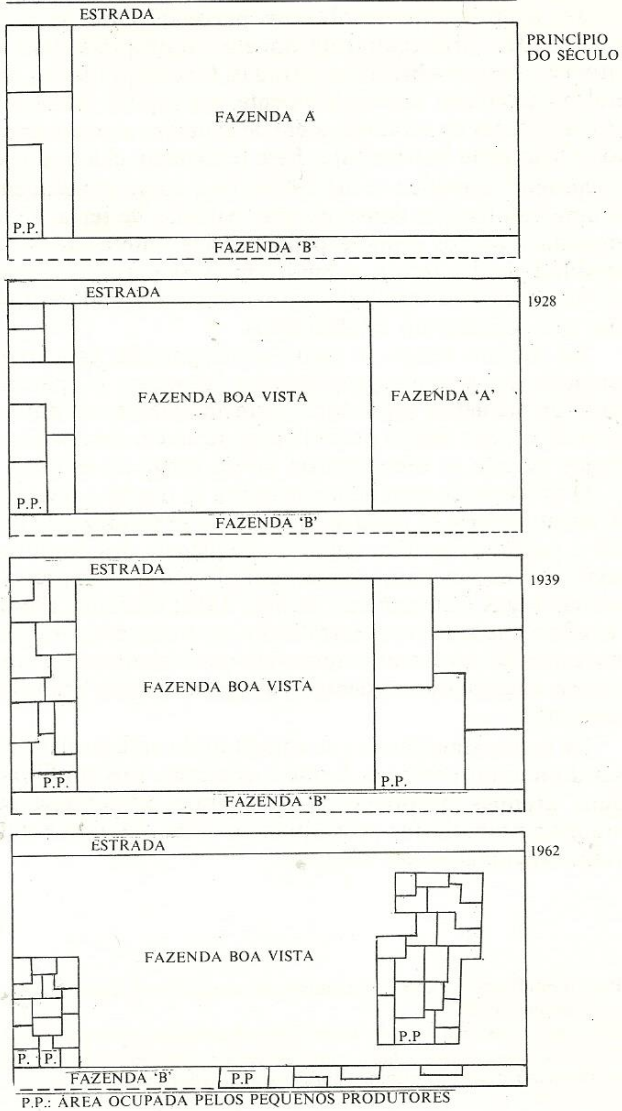 ESTRADA
PRINCÍPIO
DO SÉCULO
FAZENDA A
P.P.
FAZENDA 'B'
ESTRADA
1928
FAZENDA BOA VISTA
FAZENDA 'A'
P.P.
FAZENDA 'B'
ESTRADA
1939
FAZENDA BOA VISTA
P.P.
P.P.
FAZENDA 'B'
ESTRADA
1962
FAZENDA BOA VISTA
P.P
P. P.
FAZENDA 'B'
P.P
P.P.: ÁREA OCUPADA PELOS PEQUENOS PRODUTORES